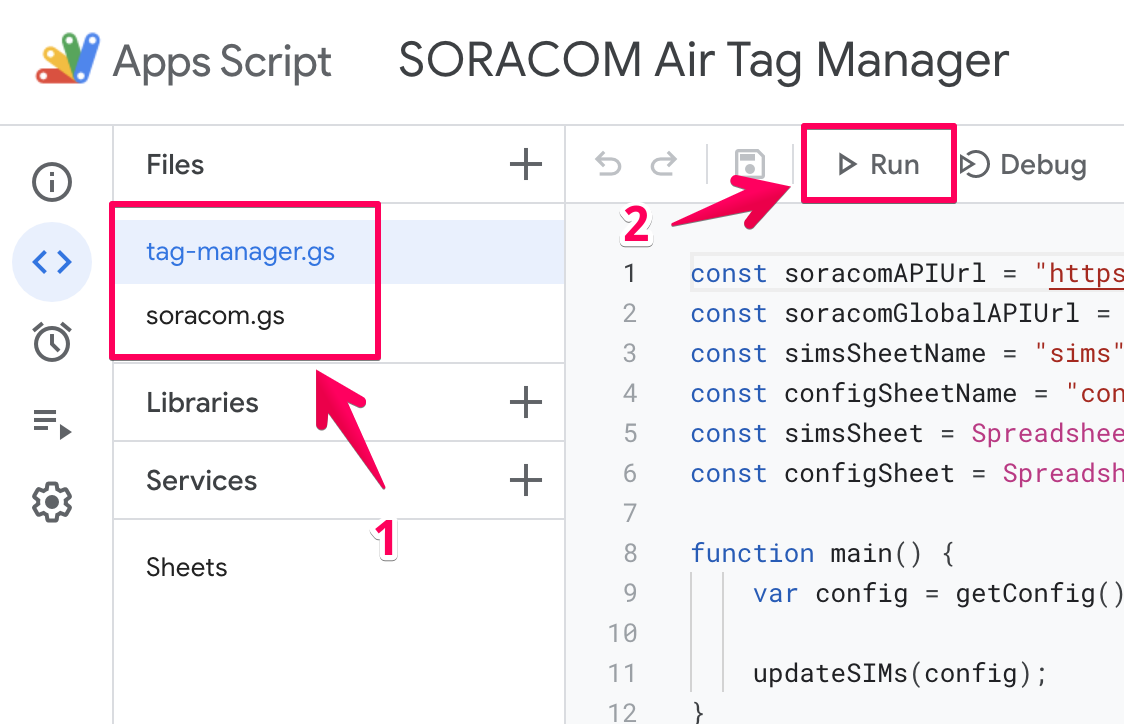 Apps Script SORACOM Air Tag Manager
Files
tag-manager.gs
soracom.gs
Libraries
Services
Sheets
1
Run Debug
2
1 const soracomAPIUrl = "https
2 const soracomGlobalAPIUrl =
3 const simsSheetName = "sims"
4 const configSheetName = "con
5 const simsSheet = Spreadshee
6 const configSheet = Spreadsh
7
8 function main() {
9 var config = getConfig()
10
11 updateSIMs(config);
12 }